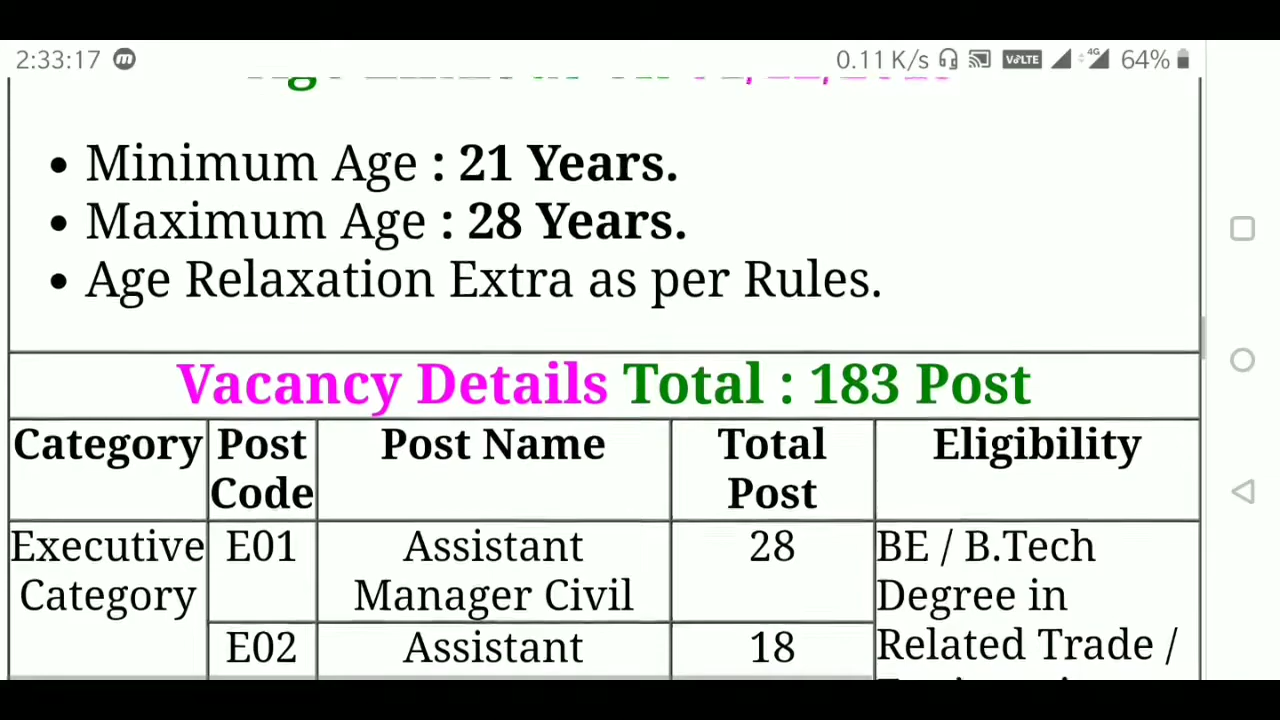 2:33:17 m 0.11 K/s VoLTE 4G 64%
Minimum Age : 21 Years.
Maximum Age : 28 Years.
Age Relaxation Extra as per Rules.
Vacancy Details Total : 183 Post
Category Post Code Post Name Total Post Eligibility
Executive Category E01 Assistant Manager Civil 28 BE / B.Tech
Degree in
Related Trade /
E02 Assistant 18